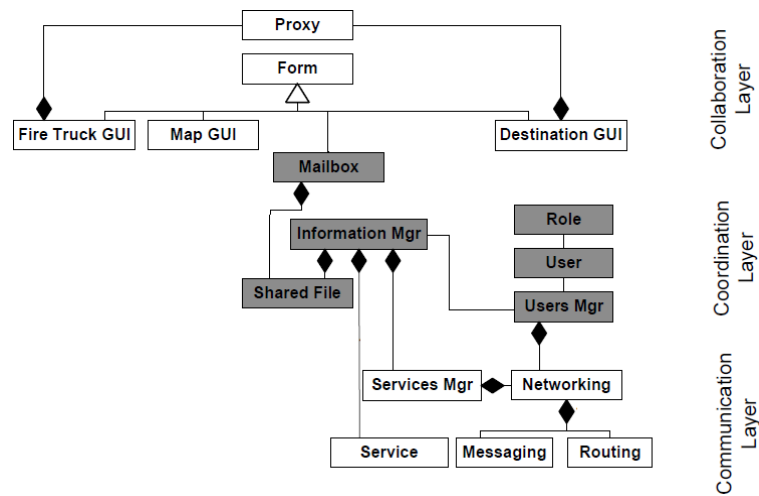 Proxy
Form
Fire Truck GUI
Map GUI
Destination GUI
Mailbox
Information Mgr
Role
User
Shared File
Users Mgr
Services Mgr
Networking
Service
Messaging
Routing
Collaboration
Layer
Coordination
Layer
Communication
Layer